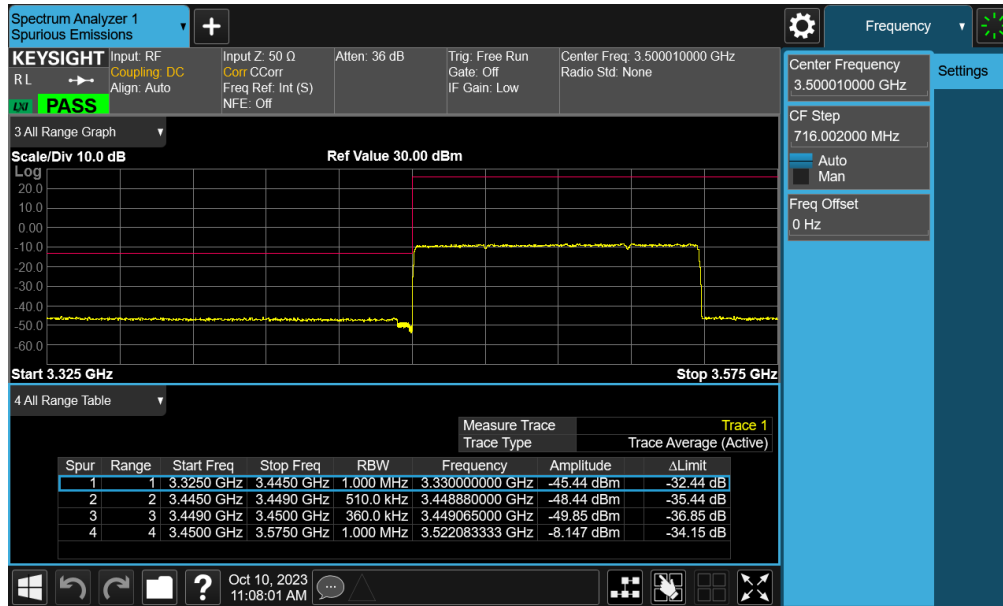 Spectrum Analyzer 1
Spurious Emissions
+
Frequency
KEYSIGHT
R L
LXI
PASS
Input: RF
Coupling: DC
Align: Auto
Input Z: 50 Ω
Corr CCorr
Freq Ref: Int (S)
NFE: Off
Atten: 36 dB
Trig: Free Run
Gate: Off
IF Gain: Low
Center Freq: 3.500010000 GHz
Radio Std: None
Center Frequency
3.500010000 GHz
Settings
CF Step
716.002000 MHz
Auto
Man
Freq Offset
0 Hz
3 All Range Graph
Scale/Div 10.0 dB Ref Value 30.00 dBm
Log
20.0
10.0
0.00
-10.0
-20.0
-30.0
-40.0
-50.0
-60.0
Start 3.325 GHz Stop 3.575 GHz
4 All Range Table
Measure Trace Trace 1
Trace Type Trace Average (Active)
Spur Range Start Freq Stop Freq RBW Frequency Amplitude ΔLimit
1 1 3.3250 GHz 3.4450 GHz 1.000 MHz 3.330000000 GHz -45.44 dBm -32.44 dB
2 2 3.4450 GHz 3.4490 GHz 510.0 kHz 3.448880000 GHz -48.44 dBm -35.44 dB
3 3 3.4490 GHz 3.4500 GHz 360.0 kHz 3.449065000 GHz -49.85 dBm -36.85 dB
4 4 3.4500 GHz 3.5750 GHz 1.000 MHz 3.522083333 GHz -8.147 dBm -34.15 dB
?
Oct 10, 2023
11:08:01 AM